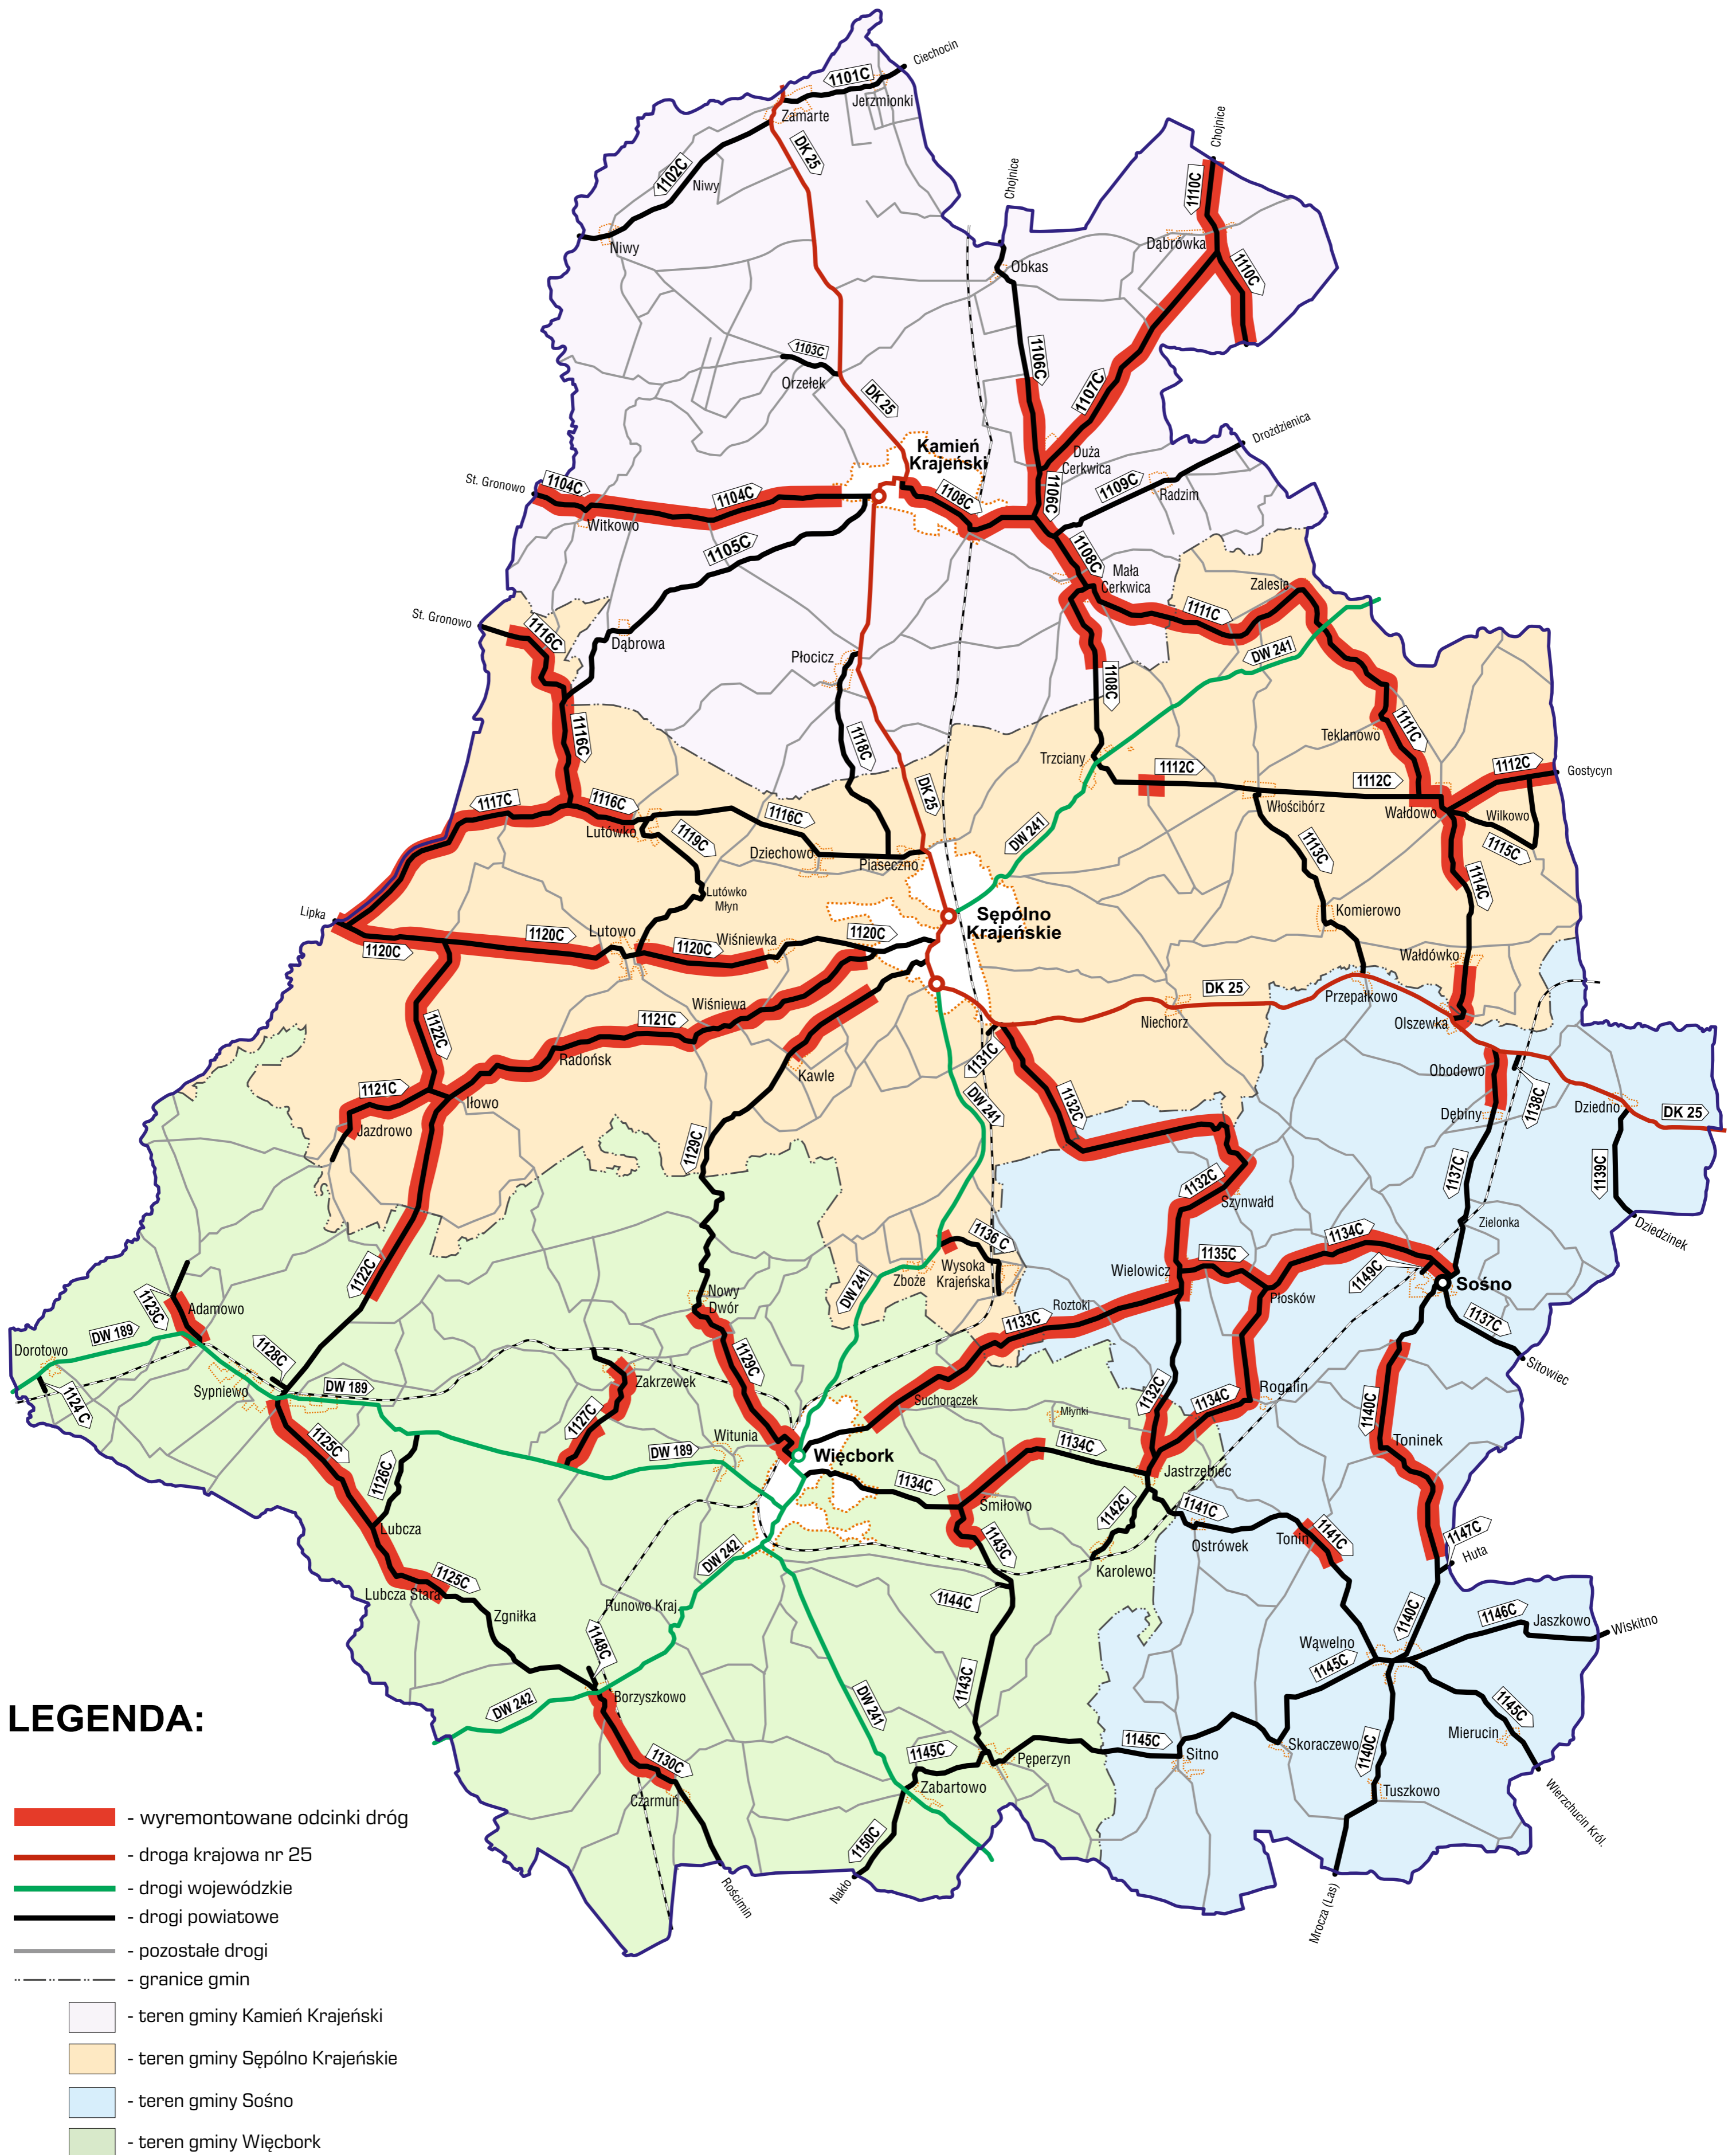 Ciechocin
1101C
Jerzmionki
Zamarte
DK 25
Chojnice
1102C
Niwy
Chojnice
1110C
Niwy
Dąbrówka
Obkas
1110C
1103C
Orzełek
1106C
1107C
DK 25
Kamień
Krajeński
Drożdzienica
Duża
Cerkwica
St. Gronowo
1104C
1104C
1108C
1106C
1109C
Radzim
Witkowo
1105C
1108C
Mała
Cerkwica
Zalesie
St. Gronowo
1116C
1111C
Dąbrowa
DW 241
Płocicz
1108C
1116C
1118C
1111C
Teklanowo
Trzciany
1112C
1112C
1112C
Gostycyn
DK 25
1117C
1116C
1116C
Włościbórz
Wałdowo
Wilkowo
Lutówko
1119C
DW 241
Dziechowo
Piaseczno
1113C
1115C
1114C
Lutówko
Młyn
Lipka
Sępólno
Krajeńskie
Komierowo
1120C
1120C
Lutowo
1120C
Wiśniewka
1120C
Wałdówko
DK 25
Przepałkowo
Wiśniewa
Niechorz
Olszewka
1122C
1121C
Radońsk
1131C
Kawle
Obodowo
1121C
Iłowo
Jazdrowo
DW 241
1132C
Dębiny
1138C
Dziedno
DK 25
1129C
1137C
1139C
1132C
Szynwałd
Zielonka
Dziedzinek
1136 C
Wysoka
Krajeńska
Zboże
1134C
1135C
Wielowicz
1149C
Sośno
1122C
DW 241
Nowy
Dwór
Roztoki
Płosków
1123C
Adamowo
1133C
1137C
DW 189
Dorotowo
1128C
Sitowiec
1129C
Zakrzewek
Sypniewo
DW 189
1124 C
Suchorączek
1132C
Rogalin
1134C
1140C
1127C
Młynki
1125C
Witunia
DW 189
Więcbork
1134C
Toninek
1126C
Jastrzębiec
1134C
Śmiłowo
1142C
1141C
Lubcza
1143C
Ostrówek
Tonin
1141C
1147C
Huta
DW 242
Karolewo
1125C
Lubcza Stara
1144C
Zgniłka
Runowo Kraj.
1140C
1146C
Jaszkowo
Wiskitno
1148C
Wąwelno
1145C
1143C
Borzyszkowo
DW 242
DW 241
1145C
Mierucin
1130C
1145C
Pęperzyn
1145C
Sitno
Skoraczewo
1140C
Zabartowo
Tuszkowo
Czarmuń
1150C
Wierzchucin Król.
Rościmin
Nakło
Mrocza (Las)
LEGENDA:
- wyremontowane odcinki dróg
- droga krajowa nr 25
- drogi wojewódzkie
- drogi powiatowe
- pozostałe drogi
- granice gmin
- teren gminy Kamień Krajeński
- teren gminy Sępólno Krajeńskie
- teren gminy Sośno
- teren gminy Więcbork